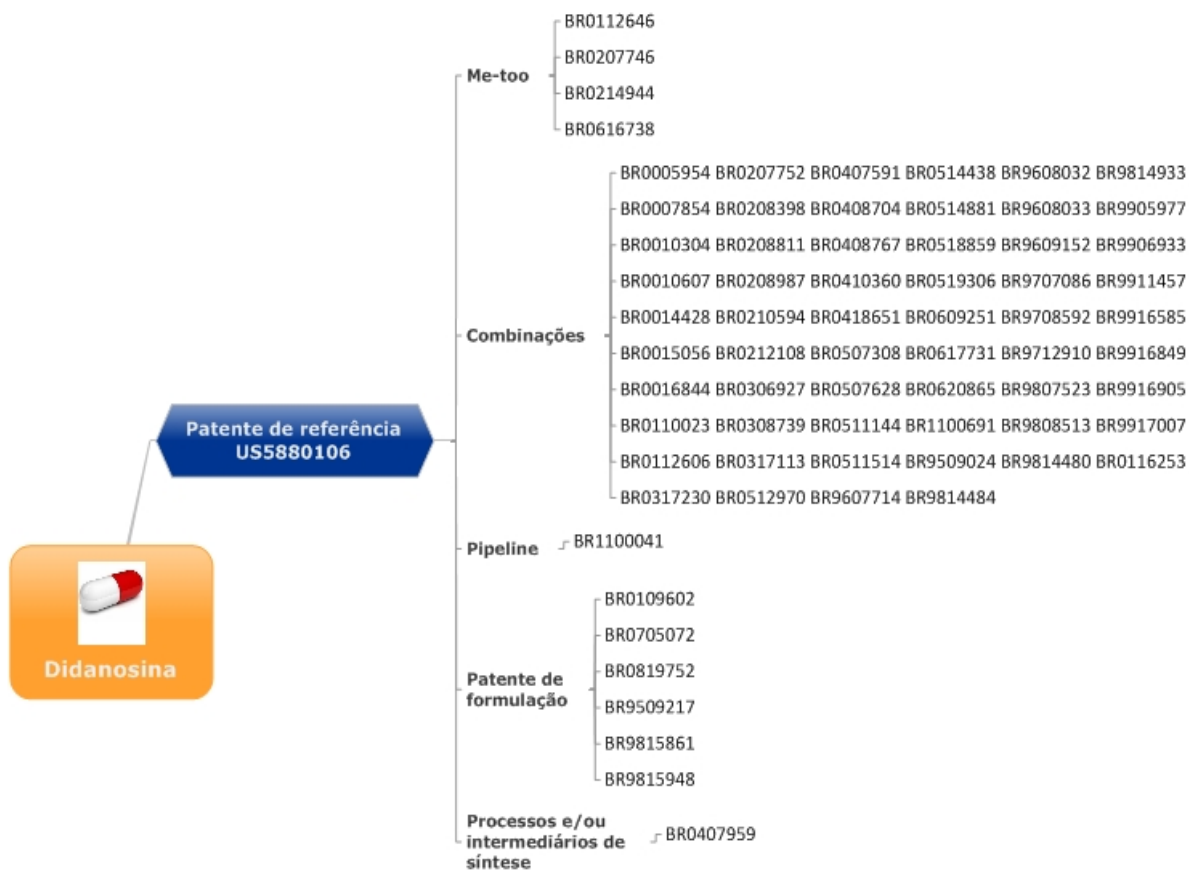 Didanosina
Patente de referência
US5880106
Me-too
BR0112646
BR0207746
BR0214944
BR0616738
Combinações
BR0005954 BR0207752 BR0407591 BR0514438 BR9608032 BR9814933
BR0007854 BR0208398 BR0408704 BR0514881 BR9608033 BR9905977
BR0010304 BR0208811 BR0408767 BR0518859 BR9609152 BR9906933
BR0010607 BR0208987 BR0410360 BR0519306 BR9707086 BR9911457
BR0014428 BR0210594 BR0418651 BR0609251 BR9708592 BR9916585
BR0015056 BR0212108 BR0507308 BR0617731 BR9712910 BR9916849
BR0016844 BR0306927 BR0507628 BR0620865 BR9807523 BR9916905
BR0110023 BR0308739 BR0511144 BR1100691 BR9808513 BR9917007
BR0112606 BR0317113 BR0511514 BR9509024 BR9814480 BR0116253
BR0317230 BR0512970 BR9607714 BR9814484
Pipeline
BR1100041
Patente de
formulação
BR0109602
BR0705072
BR0819752
BR9509217
BR9815861
BR9815948
Processos e/ou
intermediários de
síntese
BR0407959